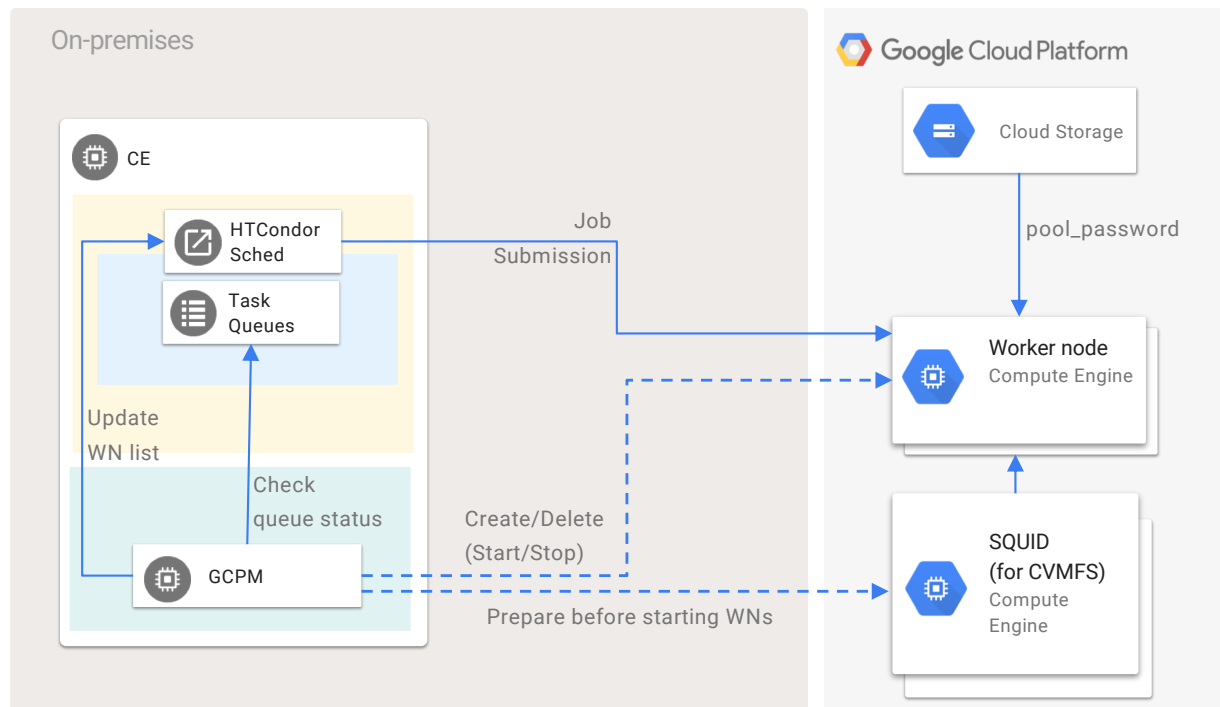 On-premises
CE
HTCondor
Sched
Task
Queues
Update
WN list
Check
queue status
GCPM
Job
Submission
Create/Delete
(Start/Stop)
Prepare before starting WNs
Google Cloud Platform
Cloud Storage
pool_password
Worker node
Compute Engine
SQUID
(for CVMFS)
Compute
Engine